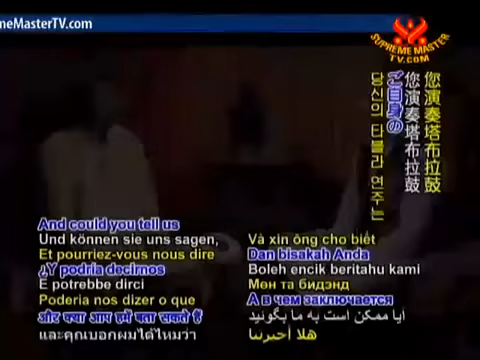 meMasterTV.com
SUPREME MASTER
TV.COM
您演奏塔布拉鼓
您演奏塔布拉鼓
ご自身の
당신의 타블라 연주는
And could you tell us
Und können sie uns sagen,
Et pourriez-vous nous dire
¿Y podría decirnos
E potrebbe dirci
Poderia nos dizer o que
और क्या आप हमें बता सकते हैं
และคุณบอกผมได้ไหมว่า
Và xin ông cho biết
Dan bisakah Anda
Boleh encik beritahu kami
Мөн та бидэнд
А в чем заключается
آیا ممکن است به ما بگوئید
هلا أخبرتنا